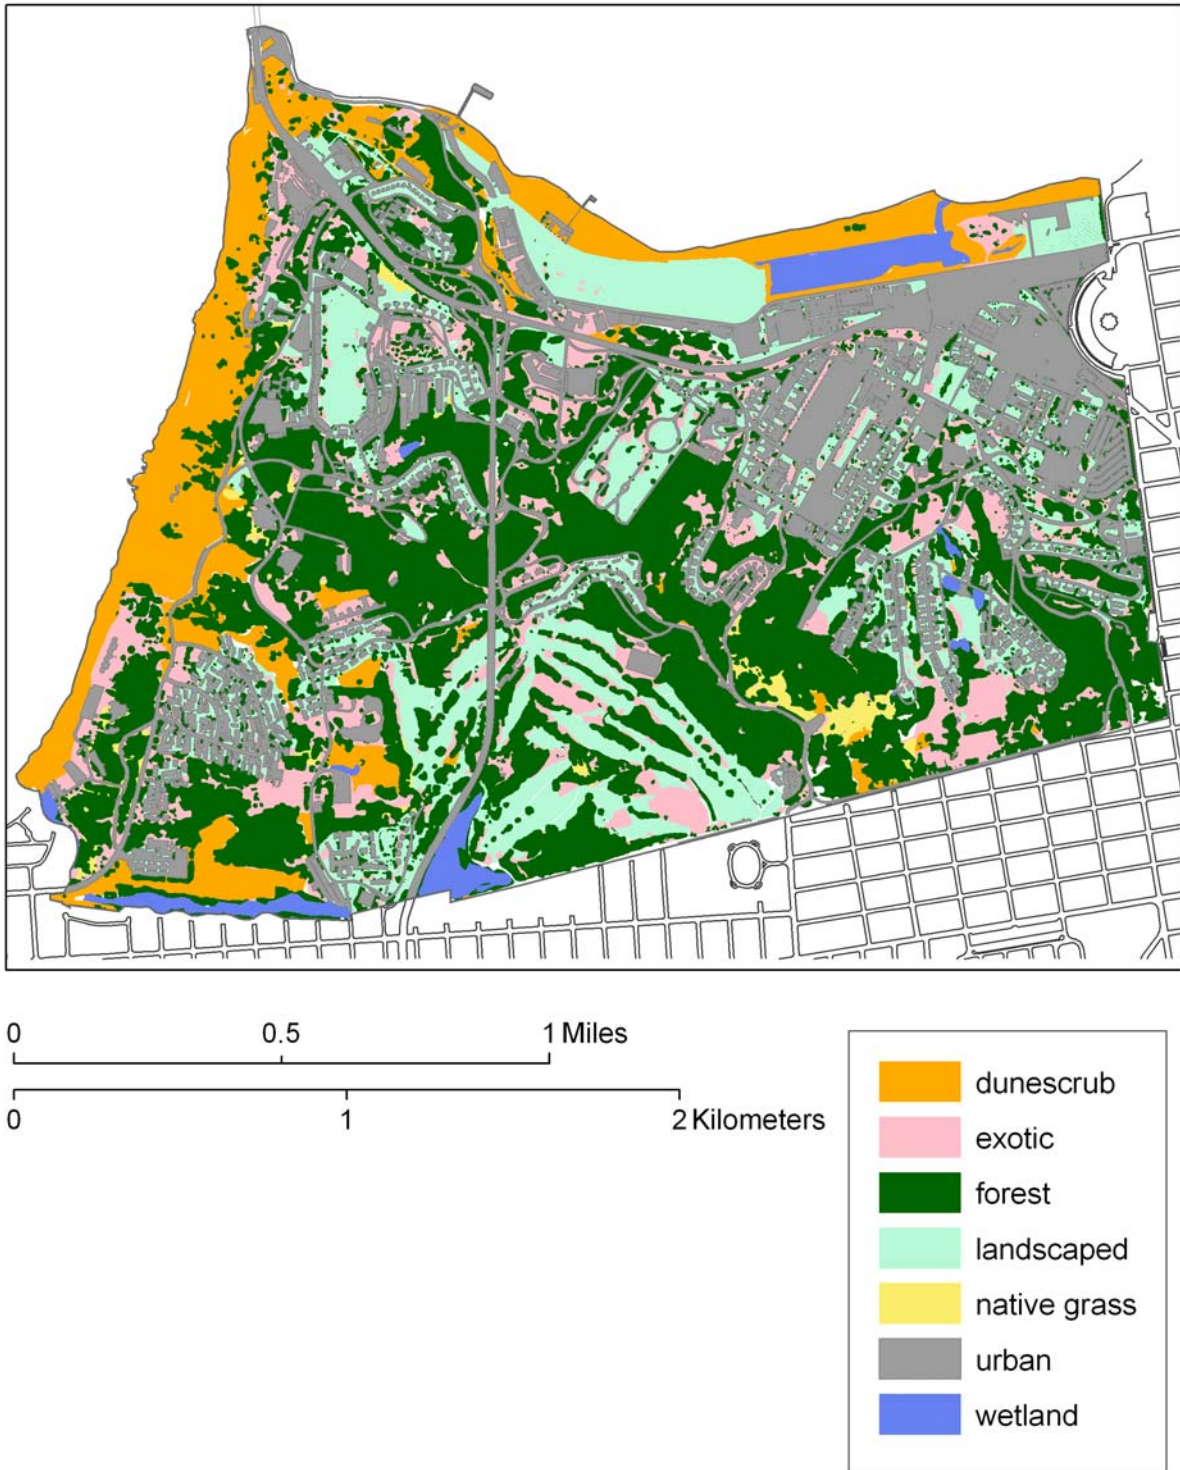 0 0.5 1 Miles
0 1 2 Kilometers
dunescrub
exotic
forest
landscaped
native grass
urban
wetland